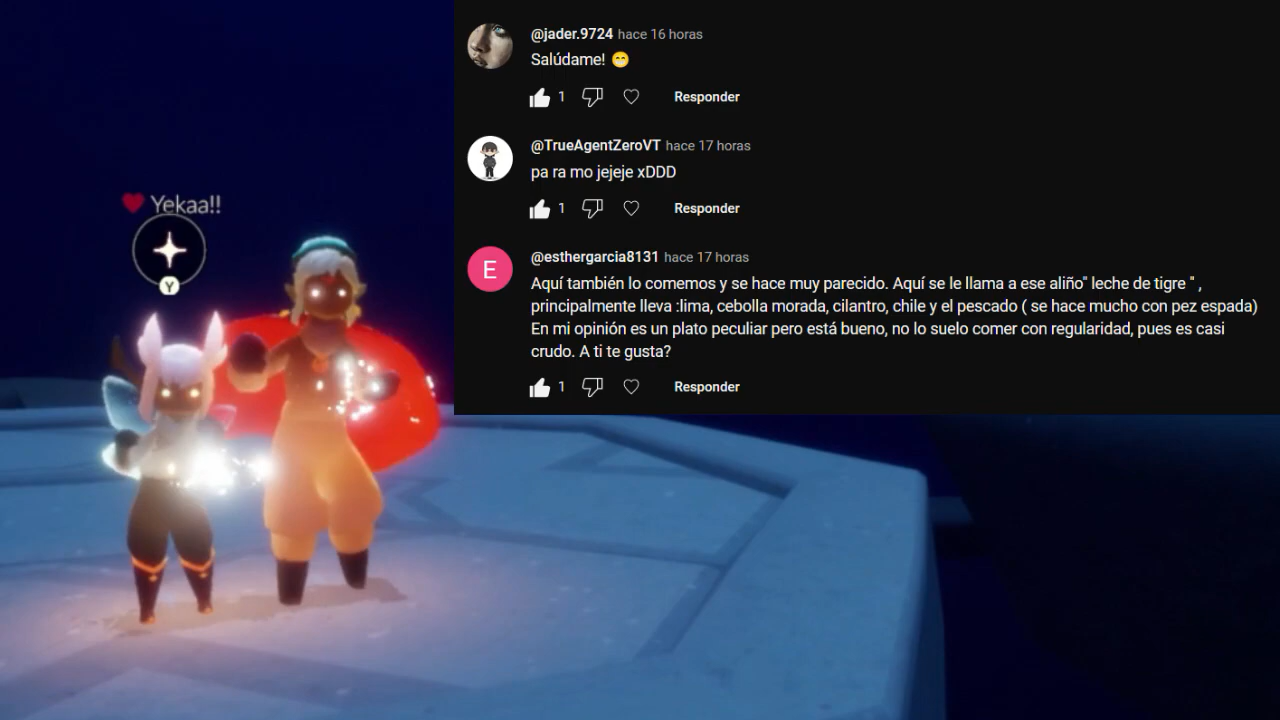 @jader.9724 hace 16 horas
Salúdame! 😁
1 Responder
@TrueAgentZeroVT hace 17 horas
pa ra mo jejeje xDDD
1 Responder
Yekaa!!
Y
E
@esthergarcia8131 hace 17 horas
Aquí también lo comemos y se hace muy parecido. Aquí se le llama a ese aliño" leche de tigre " ,
principalmente lleva :lima, cebolla morada, cilantro, chile y el pescado ( se hace mucho con pez espada)
En mi opinión es un plato peculiar pero está bueno, no lo suelo comer con regularidad, pues es casi
crudo. A ti te gusta?
1 Responder